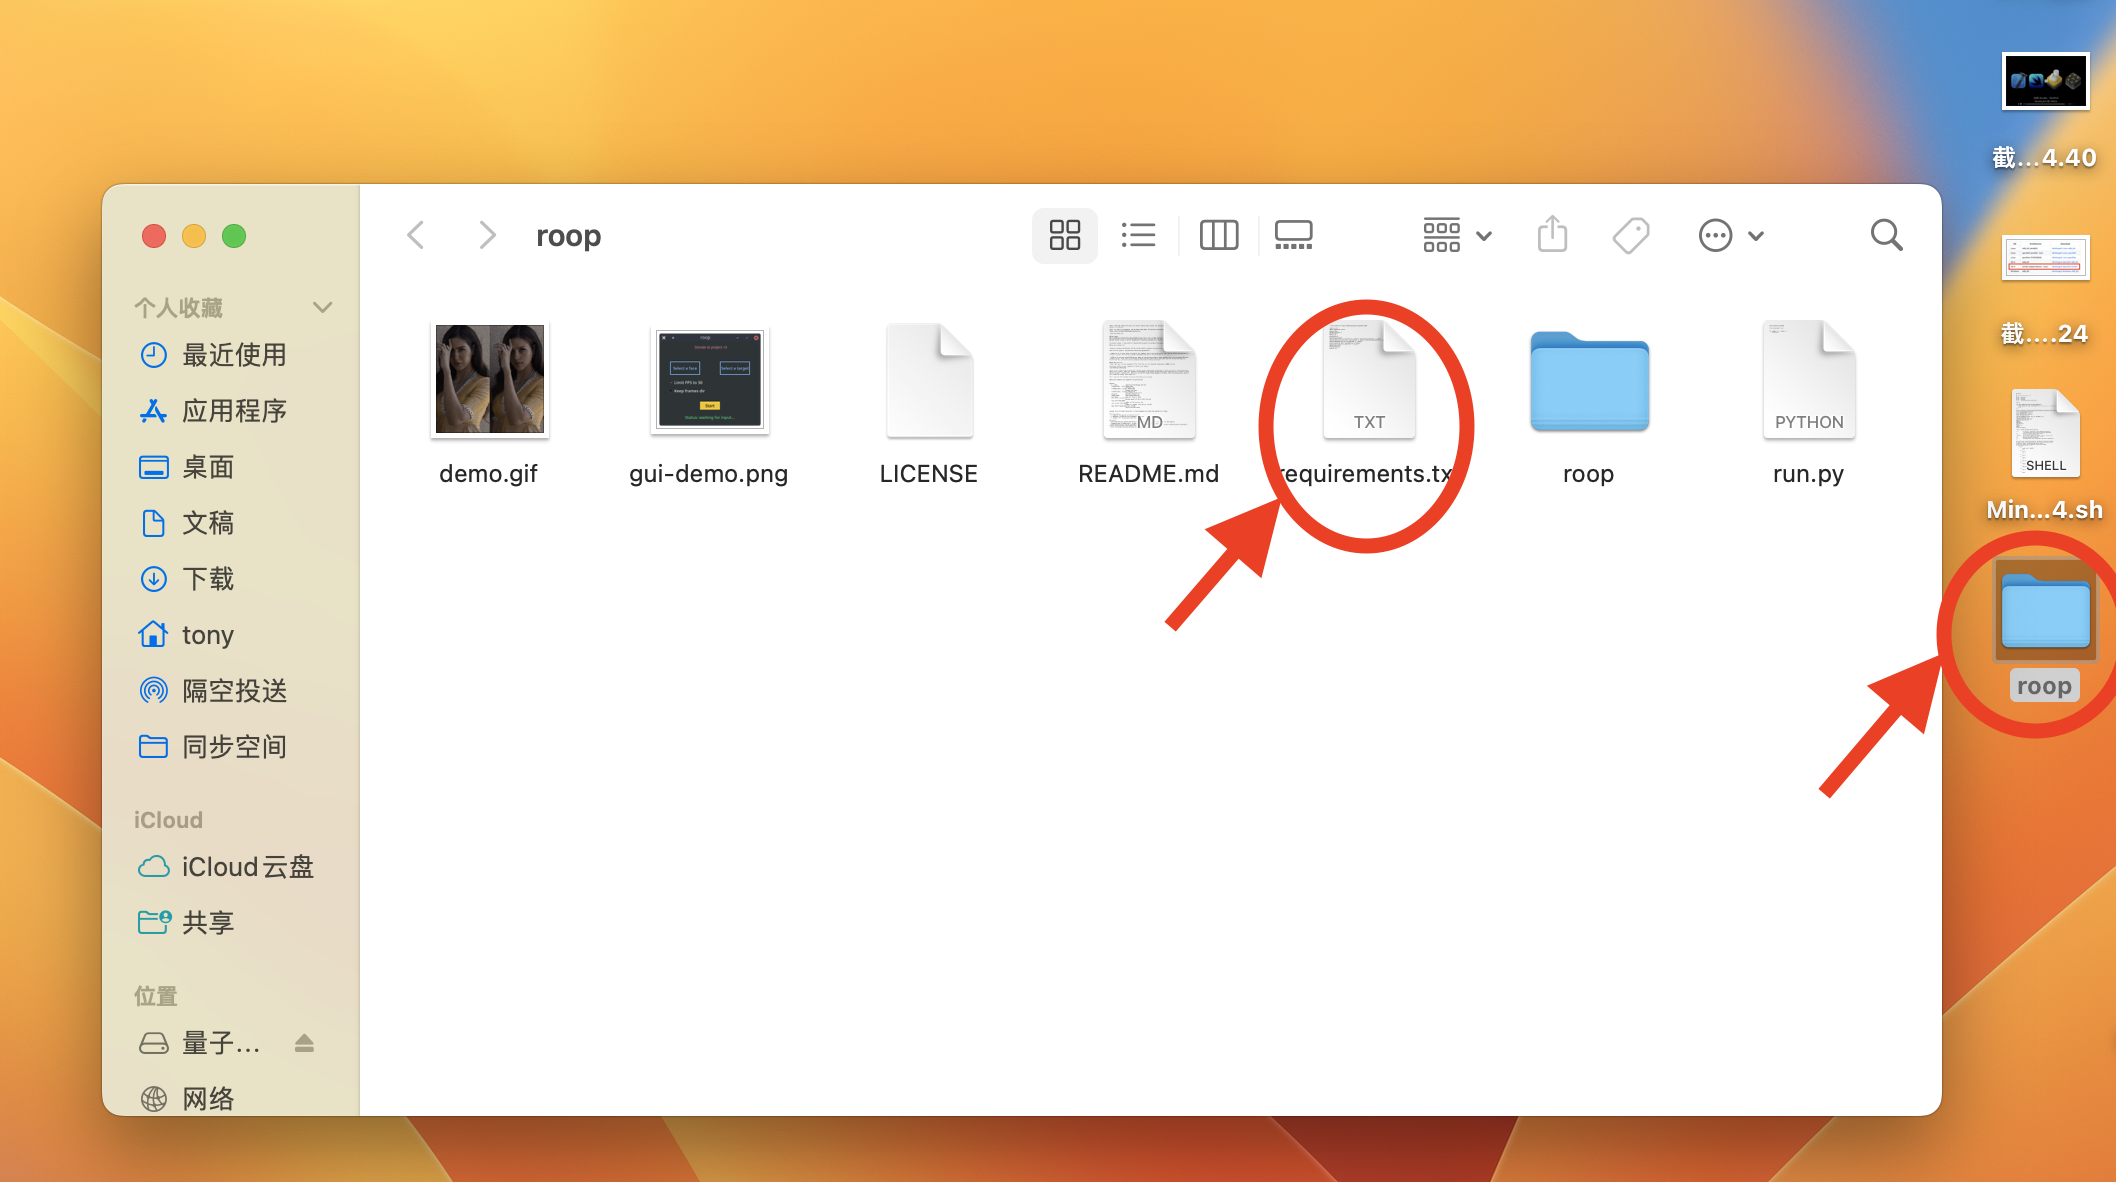 roop
个人收藏
最近使用
应用程序
桌面
文稿
下载
tony
隔空投送
同步空间
iCloud
iCloud云盘
共享
位置
量子...
网络
MD
TXT
PYTHON
demo.gif
gui-demo.png
LICENSE
README.md
requirements.tx
roop
run.py
截...4.40
截....24
SHELL
Min...4.sh
roop